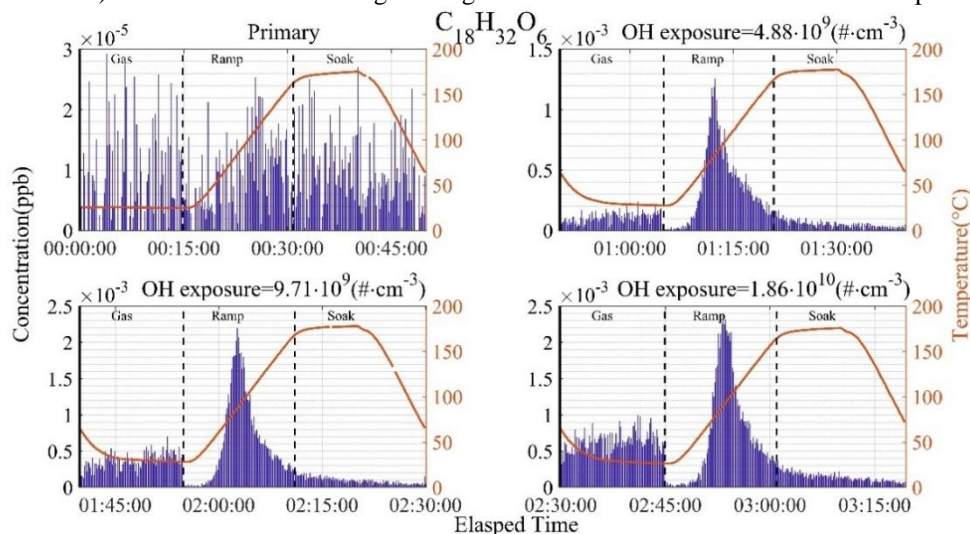 C18H32O
×10-5 Primary
Gas Ramp Soak
3
2
1
0
200
150
100
50
0
00:00:00 00:15:00 00:30:00 00:45:00
1.5 ×10-3 OH exposure=4.88·10^9(#·cm-3)
Gas Ramp Soak
1
0.5
0
200
150
100
50
0
01:00:00 01:15:00 01:30:00
Concentration(ppb)
Temperature(°C)
×10-3 OH exposure=9.71·10^9(#·cm-3)
Gas Ramp Soak
2.5
2
1.5
1
0.5
0
200
150
100
50
0
01:45:00 02:00:00 02:15:00 02:30:00
×10-3 OH exposure=1.86·10^10(#·cm-3)
Gas Ramp Soak
2.5
2
1.5
1
0.5
0
200
150
100
50
0
02:30:00 02:45:00 03:00:00 03:15:00
Elasped Time